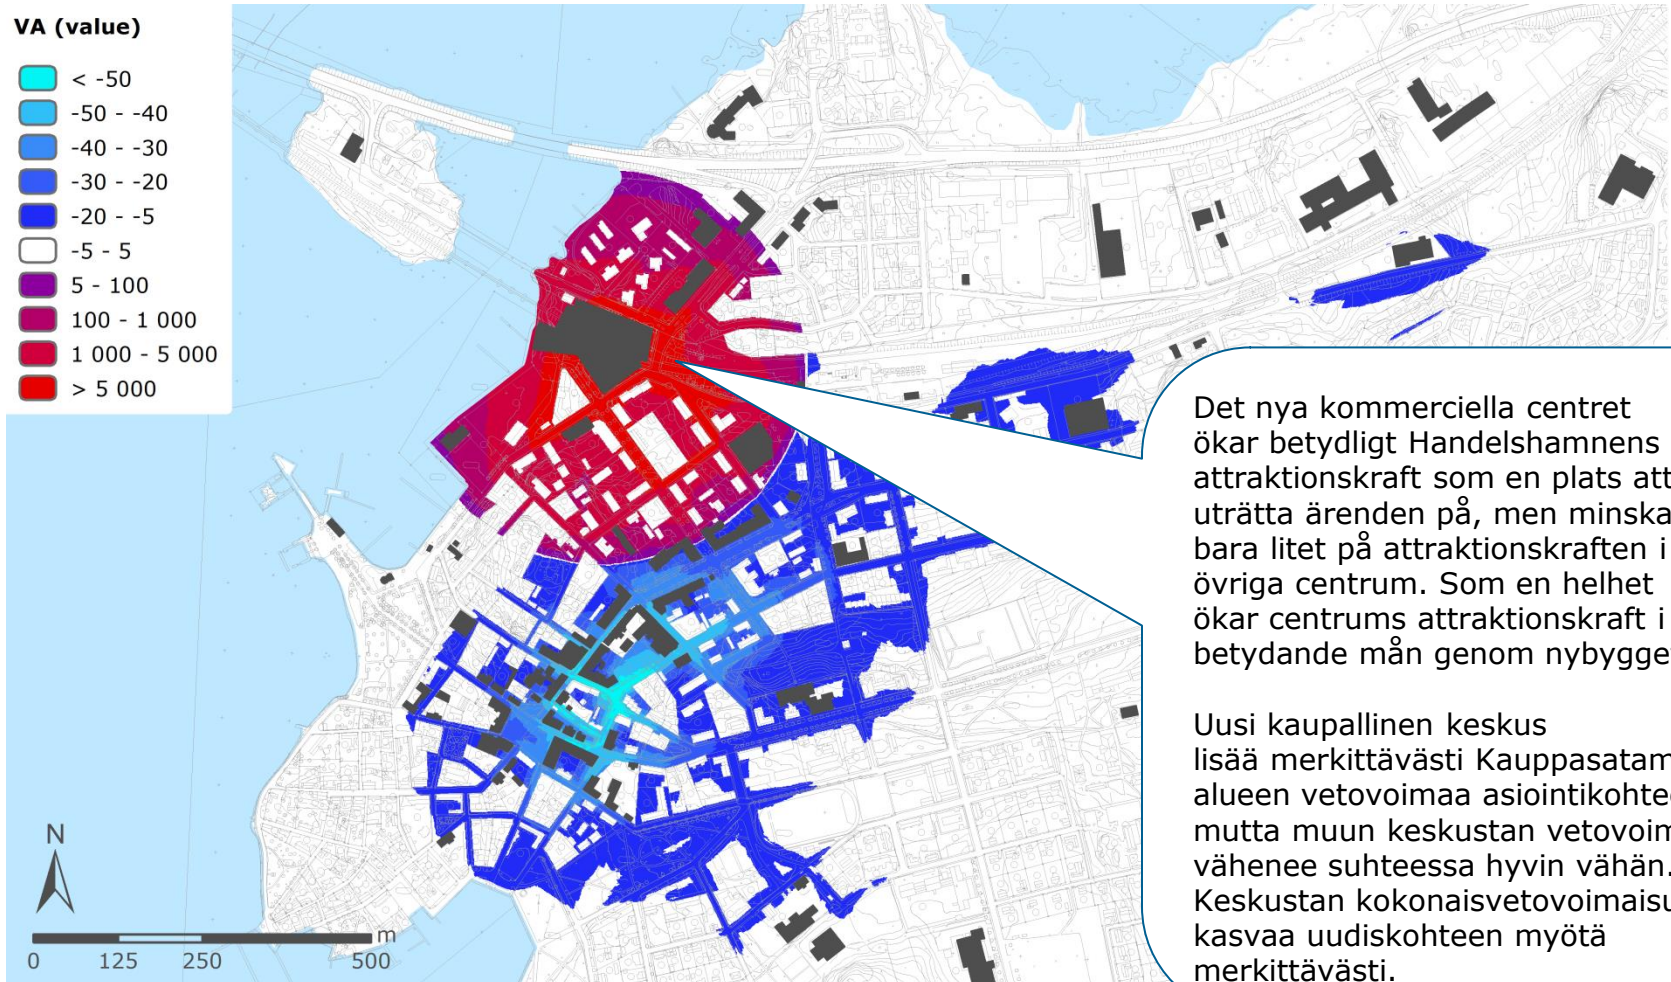 VA (value)
< -50
-50 - -40
-40 - -30
-30 - -20
-20 - -5
-5 - 5
5 - 100
100 - 1 000
1 000 - 5 000
> 5 000
Det nya kommerciella centret
ökar betydligt Handelshamnens
attraktionskraft som en plats att
uträtta ärenden på, men minska
bara litet på attraktionskraften i
övriga centrum. Som en helhet
ökar centrums attraktionskraft i
betydande mån genom nybygge
Uusi kaupallinen keskus
lisää merkittävästi Kauppasatam
alueen vetovoimaa asiointikohte
mutta muun keskustan vetovoim
vähenee suhteessa hyvin vähän.
Keskustan kokonaisvetovoimaisu
kasvaa uudiskohteen myötä
merkittävästi.
N
m
0 125 250 500